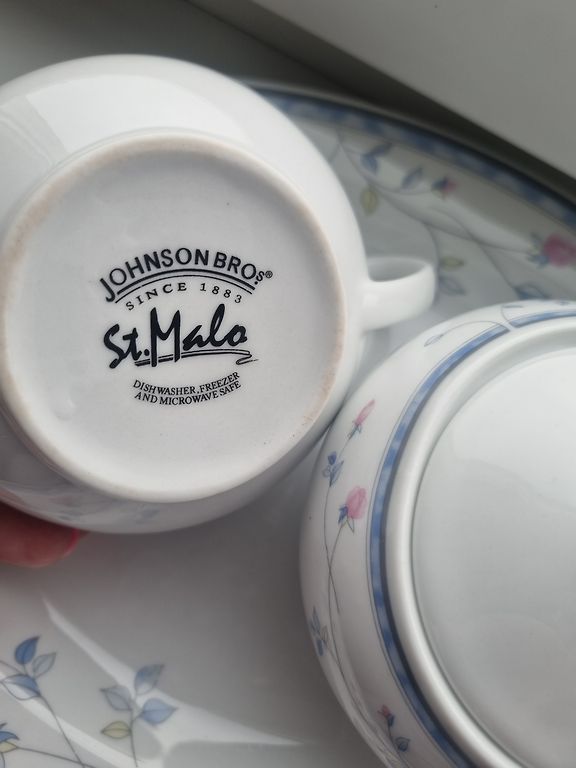 JOHNSON BROS®
SINCE 1883
St. Malo
DISHWASHER, FREEZER
AND MICROWAVE SAFE